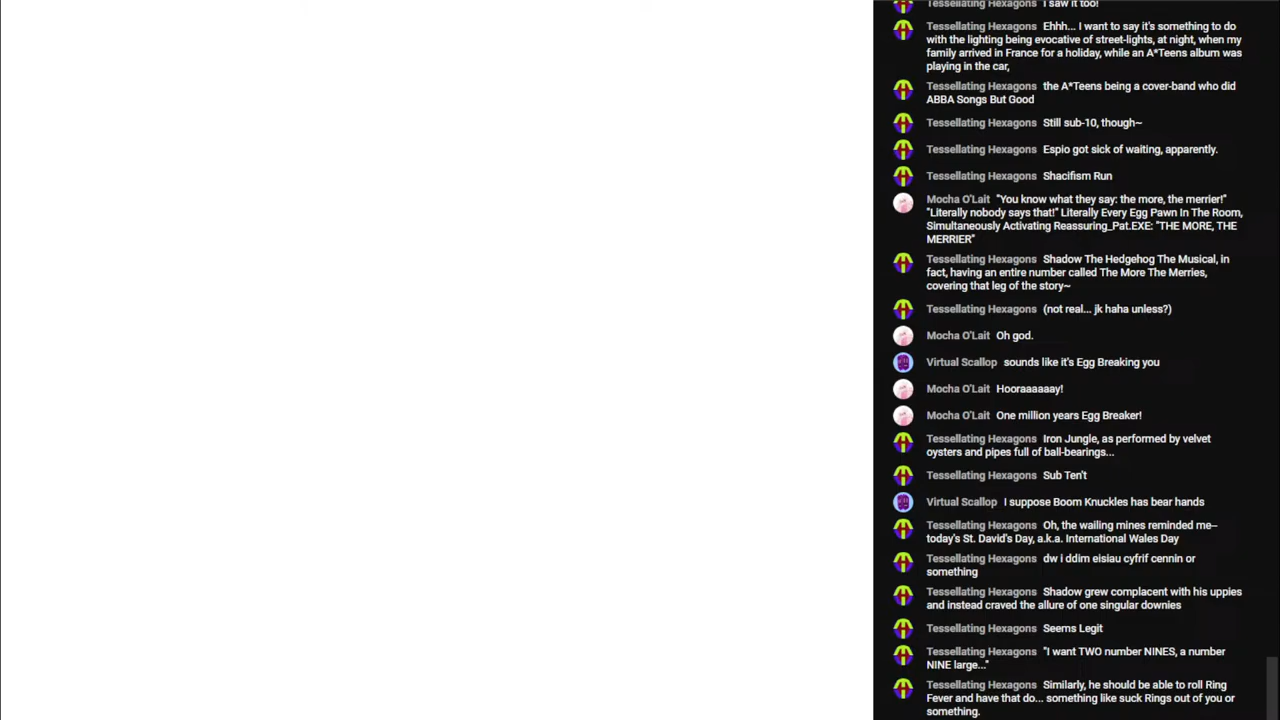 Tessellating Hexagons I saw it too!
Tessellating Hexagons Ehhh... I want to say it's something to do
with the lighting being evocative of street-lights, at night, when my
family arrived in France for a holiday, while an A*Teens album was
playing in the car,
Tessellating Hexagons the A*Teens being a cover-band who did
ABBA Songs But Good
Tessellating Hexagons Still sub-10, though~
Tessellating Hexagons Espio got sick of waiting, apparently.
Tessellating Hexagons Shacifism Run
Mocha O'Lait "You know what they say: the more, the merrier!"
"Literally nobody says that!" Literally Every Egg Pawn In The Room,
Simultaneously Activating Reassuring_Pat.EXE: "THE MORE, THE
MERRIER"
Tessellating Hexagons Shadow The Hedgehog The Musical, in
fact, having an entire number called The More The Merries,
covering that leg of the story~
Tessellating Hexagons (not real... jk haha unless?)
Mocha O'Lait Oh god.
Virtual Scallop sounds like it's Egg Breaking you
Mocha O'Lait Hooraaaaaay!
Mocha O'Lait One million years Egg Breaker!
Tessellating Hexagons Iron Jungle, as performed by velvet
oysters and pipes full of ball-bearings...
Tessellating Hexagons Sub Ten't
Virtual Scallop I suppose Boom Knuckles has bear hands
Tessellating Hexagons Oh, the wailing mines reminded me--
today's St. David's Day, a.k.a. International Wales Day
Tessellating Hexagons dw i ddim eisiau cyfrif cennin or
something
Tessellating Hexagons Shadow grew complacent with his uppies
and instead craved the allure of one singular downies
Tessellating Hexagons Seems Legit
Tessellating Hexagons "I want TWO number NINES, a number
NINE large..."
Tessellating Hexagons Similarly, he should be able to roll Ring
Fever and have that do... something like suck Rings out of you or
something.